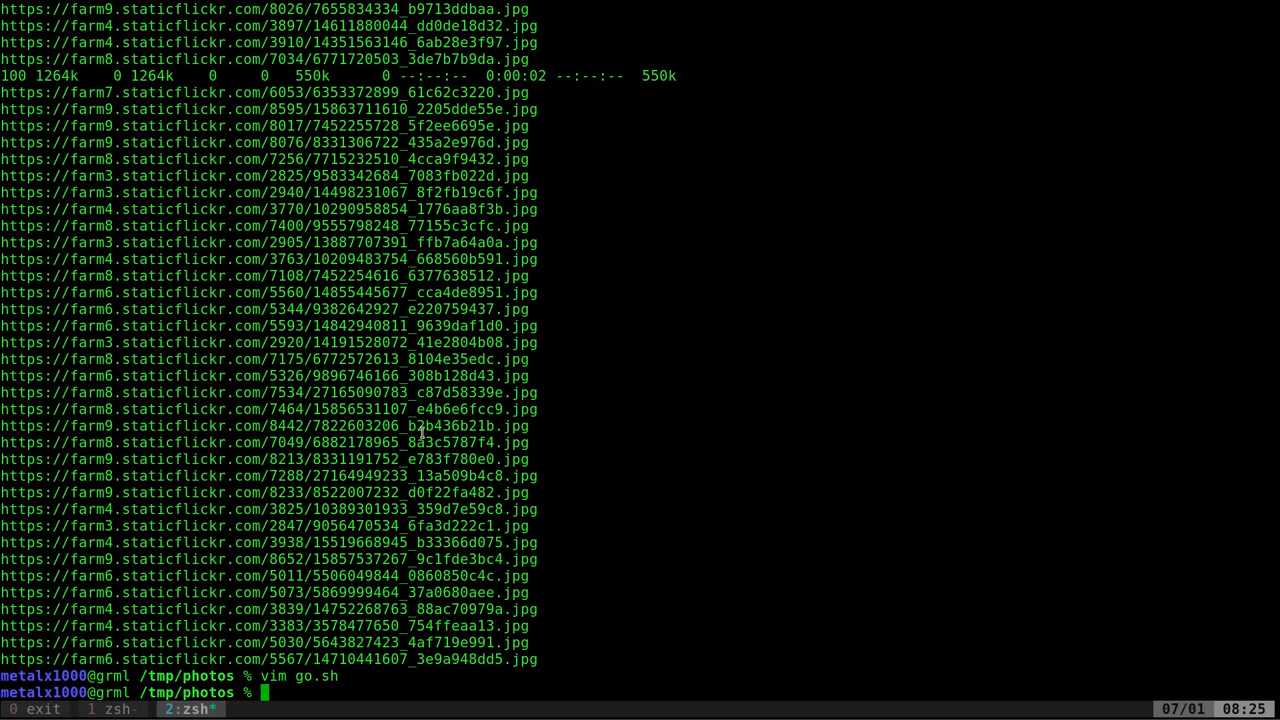 https://farm9.staticflickr.com/8026/7655834334_b9713ddbaa.jpg
https://farm4.staticflickr.com/3897/14611880044_dd0de18d32.jpg
https://farm4.staticflickr.com/3910/14351563146_6ab28e3f97.jpg
https://farm8.staticflickr.com/7034/6771720503_3de7b7b9da.jpg
100 1264k    0 1264k    0     0   550k      0 --:--:--  0:00:02 --:--:--  550k
https://farm7.staticflickr.com/6053/6353372899_61c62c3220.jpg
https://farm9.staticflickr.com/8595/15863711610_2205dde55e.jpg
https://farm9.staticflickr.com/8017/7452255728_5f2ee6695e.jpg
https://farm9.staticflickr.com/8076/8331306722_435a2e976d.jpg
https://farm8.staticflickr.com/7256/7715232510_4cca9f9432.jpg
https://farm3.staticflickr.com/2825/9583342684_7083fb022d.jpg
https://farm3.staticflickr.com/2940/14498231067_8f2fb19c6f.jpg
https://farm4.staticflickr.com/3770/10290958854_1776aa8f3b.jpg
https://farm8.staticflickr.com/7400/9555798248_77155c3cfc.jpg
https://farm3.staticflickr.com/2905/13887707391_ffb7a64a0a.jpg
https://farm4.staticflickr.com/3763/10209483754_668560b591.jpg
https://farm8.staticflickr.com/7108/7452254616_6377638512.jpg
https://farm6.staticflickr.com/5560/14855445677_cca4de8951.jpg
https://farm6.staticflickr.com/5344/9382642927_e220759437.jpg
https://farm6.staticflickr.com/5593/14842940811_9639daf1d0.jpg
https://farm3.staticflickr.com/2920/14191528072_41e2804b08.jpg
https://farm8.staticflickr.com/7175/6772572613_8104e35edc.jpg
https://farm6.staticflickr.com/5326/9896746166_308b128d43.jpg
https://farm8.staticflickr.com/7534/27165090783_c87d58339e.jpg
https://farm8.staticflickr.com/7464/15856531107_e4b6e6fcc9.jpg
https://farm9.staticflickr.com/8442/7822603206_b2b436b21b.jpg
https://farm8.staticflickr.com/7049/6882178965_8a3c5787f4.jpg
https://farm9.staticflickr.com/8213/8331191752_e783f780e0.jpg
https://farm8.staticflickr.com/7288/27164949233_13a509b4c8.jpg
https://farm9.staticflickr.com/8233/8522007232_d0f22fa482.jpg
https://farm4.staticflickr.com/3825/10389301933_359d7e59c8.jpg
https://farm3.staticflickr.com/2847/9056470534_6fa3d222c1.jpg
https://farm4.staticflickr.com/3938/15519668945_b33366d075.jpg
https://farm9.staticflickr.com/8652/15857537267_9c1fde3bc4.jpg
https://farm6.staticflickr.com/5011/5506049844_0860850c4c.jpg
https://farm6.staticflickr.com/5073/5869999464_37a0680aee.jpg
https://farm4.staticflickr.com/3839/14752268763_88ac70979a.jpg
https://farm4.staticflickr.com/3383/3578477650_754ffeaa13.jpg
https://farm6.staticflickr.com/5030/5643827423_4af719e991.jpg
https://farm6.staticflickr.com/5567/14710441607_3e9a948dd5.jpg
metalx1000@grml /tmp/photos % vim go.sh
metalx1000@grml /tmp/photos %
0 exit  1 zsh-  2:zsh*  07/01  08:25